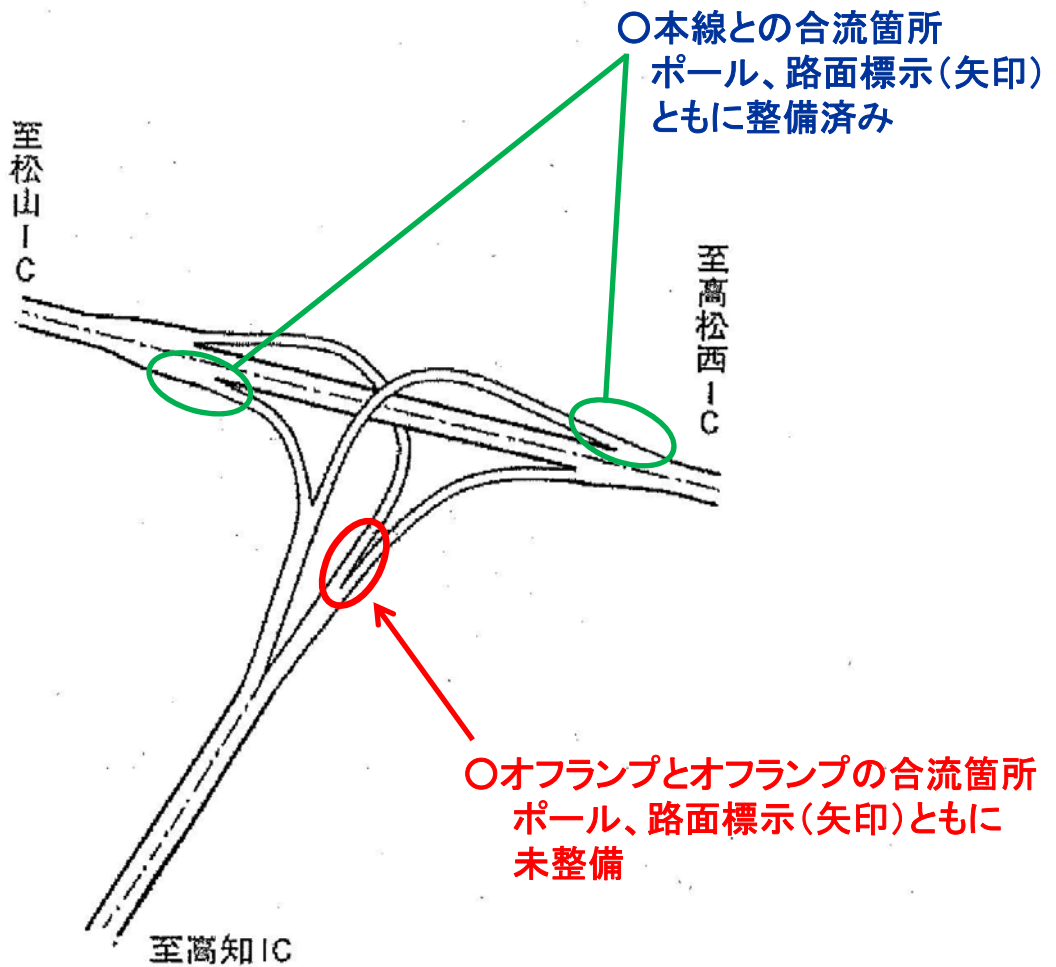 ○本線との合流箇所
ポール、路面標示(矢印)
ともに整備済み
至松山IC
至高松西IC
○オフランプとオフランプの合流箇所
ポール、路面標示(矢印)ともに
未整備
至高知IC